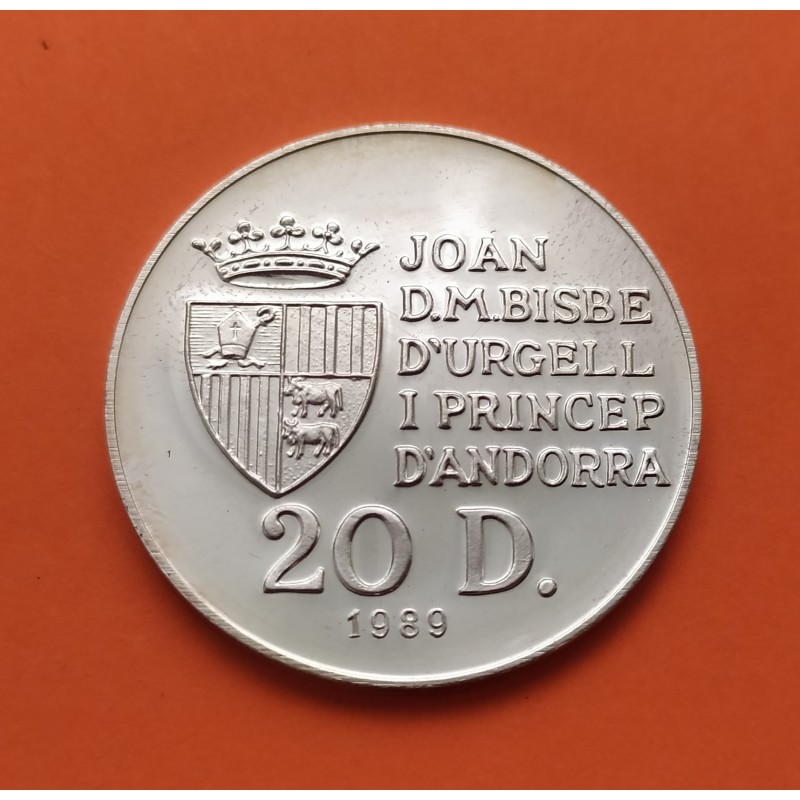 JOAN
D.M.BISBE
D'URGELL
I PRINCEP
D'ANDORRA
20 D.
1989